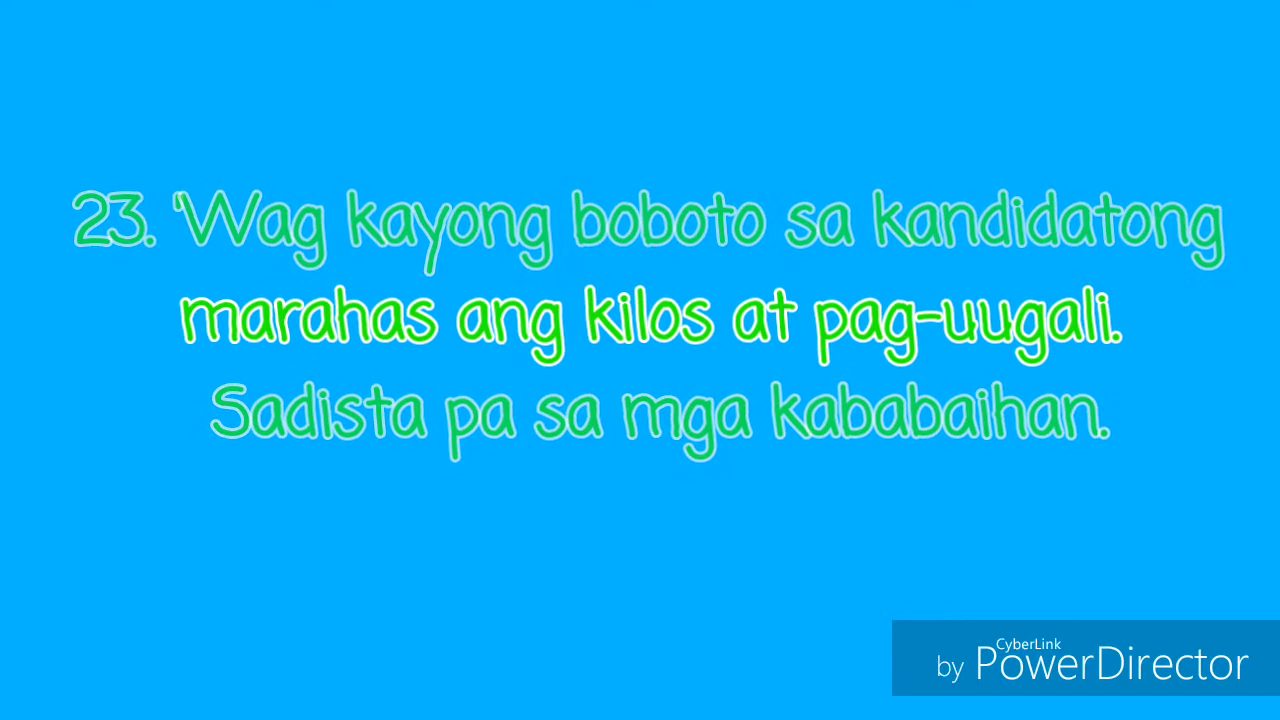 23. 'Wag kayong boboto sa kandidatong
marahas ang kilos at pag-uugali.
Sadista pa sa mga kababaihan.
CyberLink
by PowerDirector